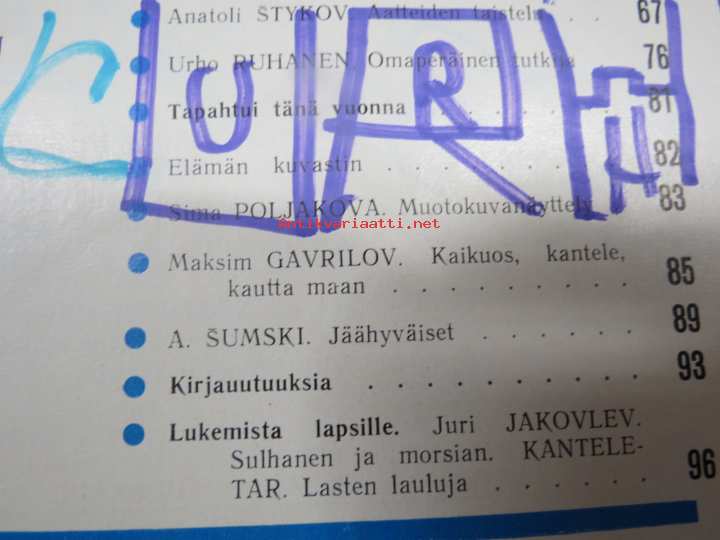 Anatoli ŠTYKOV. Aatteiden taistelu . . 67
Urho RUHANEN. Omaperäinen tutkija 76
Tapahtui tänä vuonna . . . . . 81
Elämän kuvastin . . . . . . 82
Sima POLJAKOVA. Muotokuvanäyttely 83
Antikvariaatti.net
Maksim GAVRILOV. Kaikuos, kantele,
kautta maan . . . . . . . . 85
A. ŠUMSKI. Jäähyväiset . . . . . . 89
Kirjauutuuksia . . . . . . . . . . 93
Lukemista lapsille. Juri JAKOVLEV.
Sulhanen ja morsian. KANTELE-
TAR. Lasten lauluja . . . . . . 96